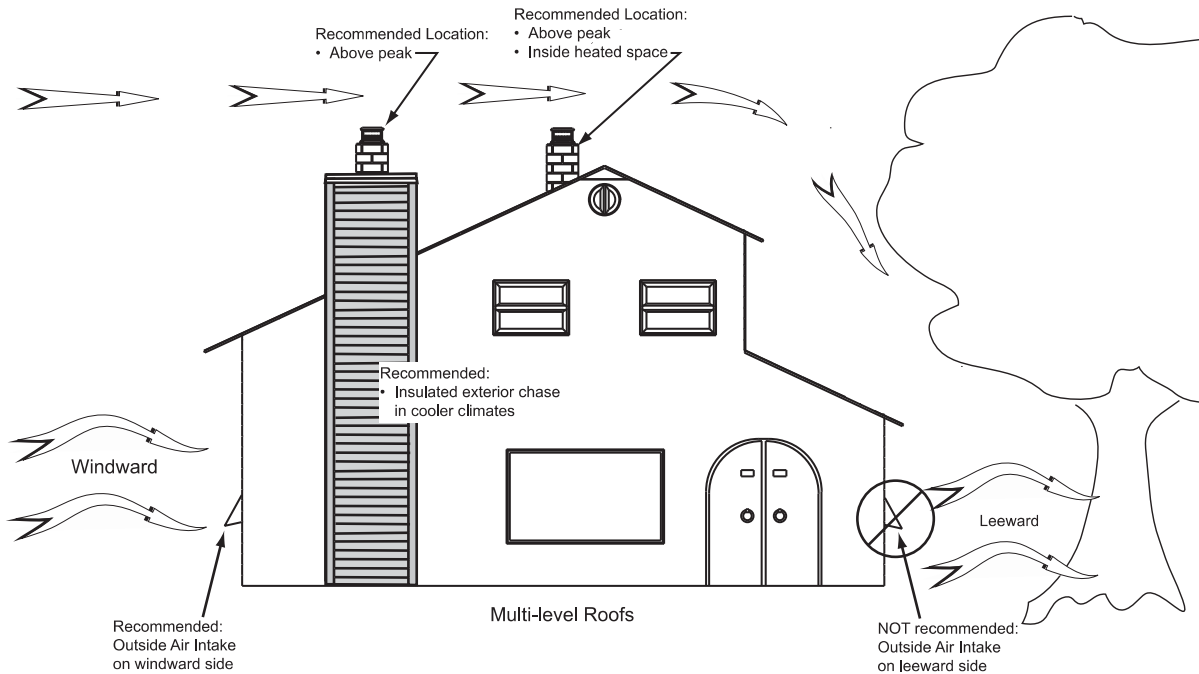 Recommended Location:
• Above peak
Recommended Location:
• Above peak
• Inside heated space
Recommended:
• Insulated exterior chase
in cooler climates
Windward
Leeward
Multi-level Roofs
Recommended:
Outside Air Intake
on windward side
NOT recommended:
Outside Air Intake
on leeward side